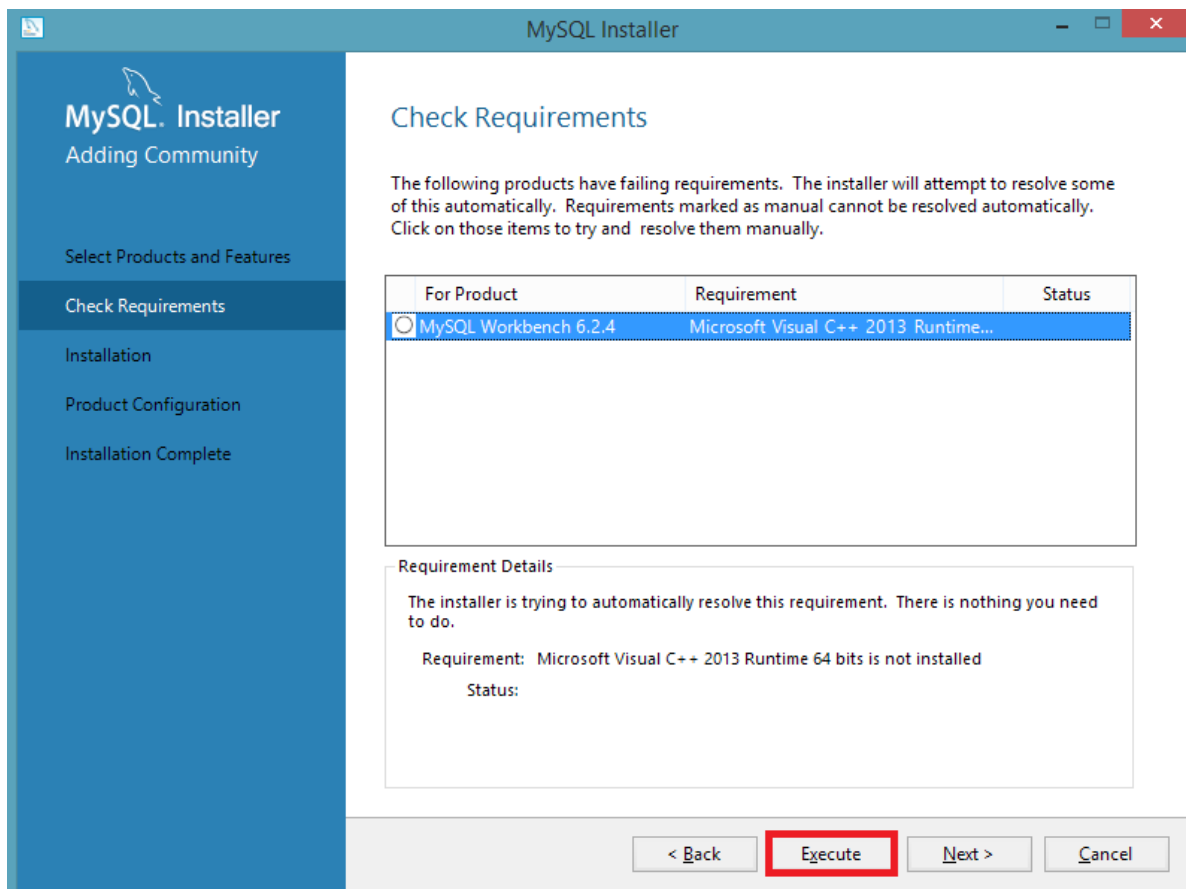 MySQL Installer
MySQL. Installer
Adding Community
Select Products and Features
Check Requirements
Installation
Product Configuration
Installation Complete
Check Requirements
The following products have failing requirements.  The installer will attempt to resolve some
of this automatically.  Requirements marked as manual cannot be resolved automatically.
Click on those items to try and  resolve them manually.
For Product Requirement Status
MySQL Workbench 6.2.4 Microsoft Visual C++ 2013 Runtime...
Requirement Details
The installer is trying to automatically resolve this requirement.  There is nothing you need
to do.
Requirement: Microsoft Visual C++ 2013 Runtime 64 bits is not installed
Status:
< Back Execute Next > Cancel